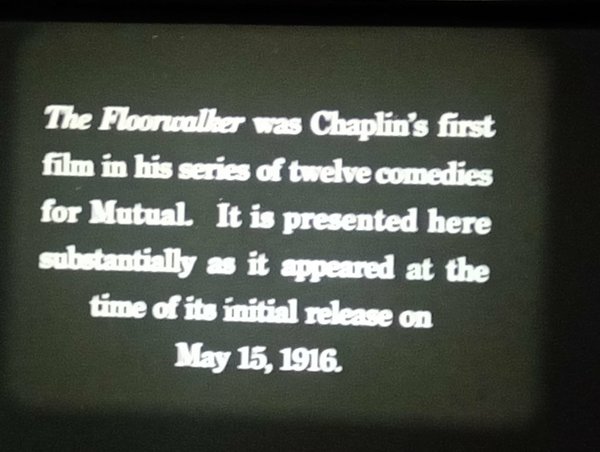 The Floorwalker was Chaplin's first
film in his series of twelve comedies
for Mutual. It is presented here
substantially as it appeared at the
time of its initial release on
May 15, 1916.